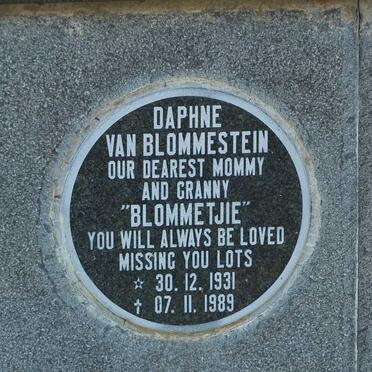 DAPHNE
VAN BLOMMESTEIN
OUR DEAREST MOMMY
AND GRANNY
"BLOMMETJIE"
YOU WILL ALWAYS BE LOVED
MISSING YOU LOTS
☆ 30. 12. 1931
✝ 07. 11. 1989